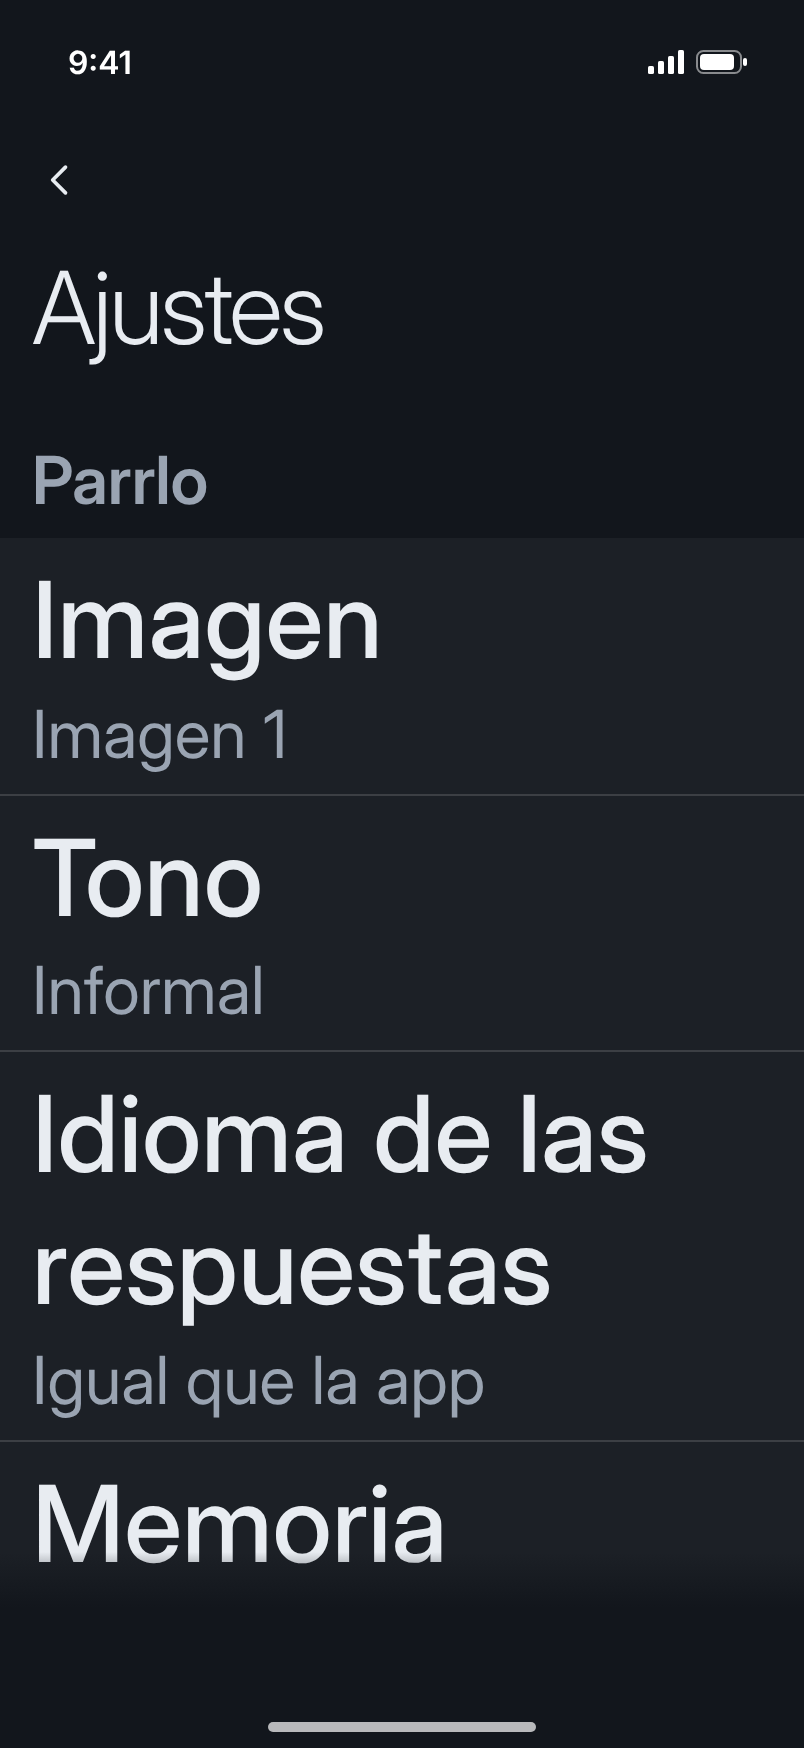 9:41
Ajustes
Parrlo
Imagen
Imagen 1
Tono
Informal
Idioma de las
respuestas
Igual que la app
Memoria